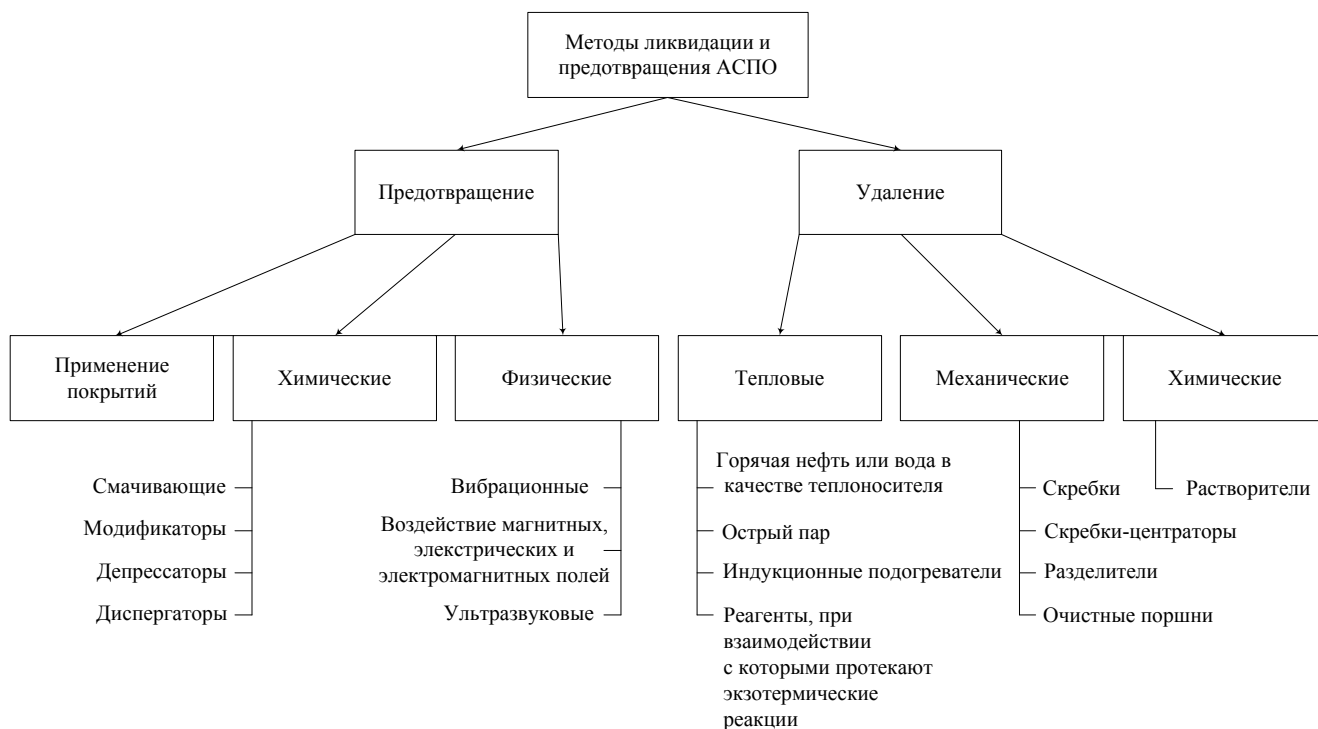 Методы ликвидации и
предотвращения АСПО
Предотвращение
Удаление
Применение
покрытий
Химические
Физические
Тепловые
Механические
Химические
Смачивающие
Модификаторы
Депрессаторы
Диспергаторы
Вибрационные
Воздействие магнитных,
элекстрических и
электромагнитных полей
Ультразвуковые
Горячая нефть или вода в
качестве теплоносителя
Острый пар
Индукционные подогреватели
Реагенты, при
взаимодействии
с которыми протекают
экзотермические
реакции
Скребки
Скребки-центраторы
Разделители
Очистные поршни
Растворители